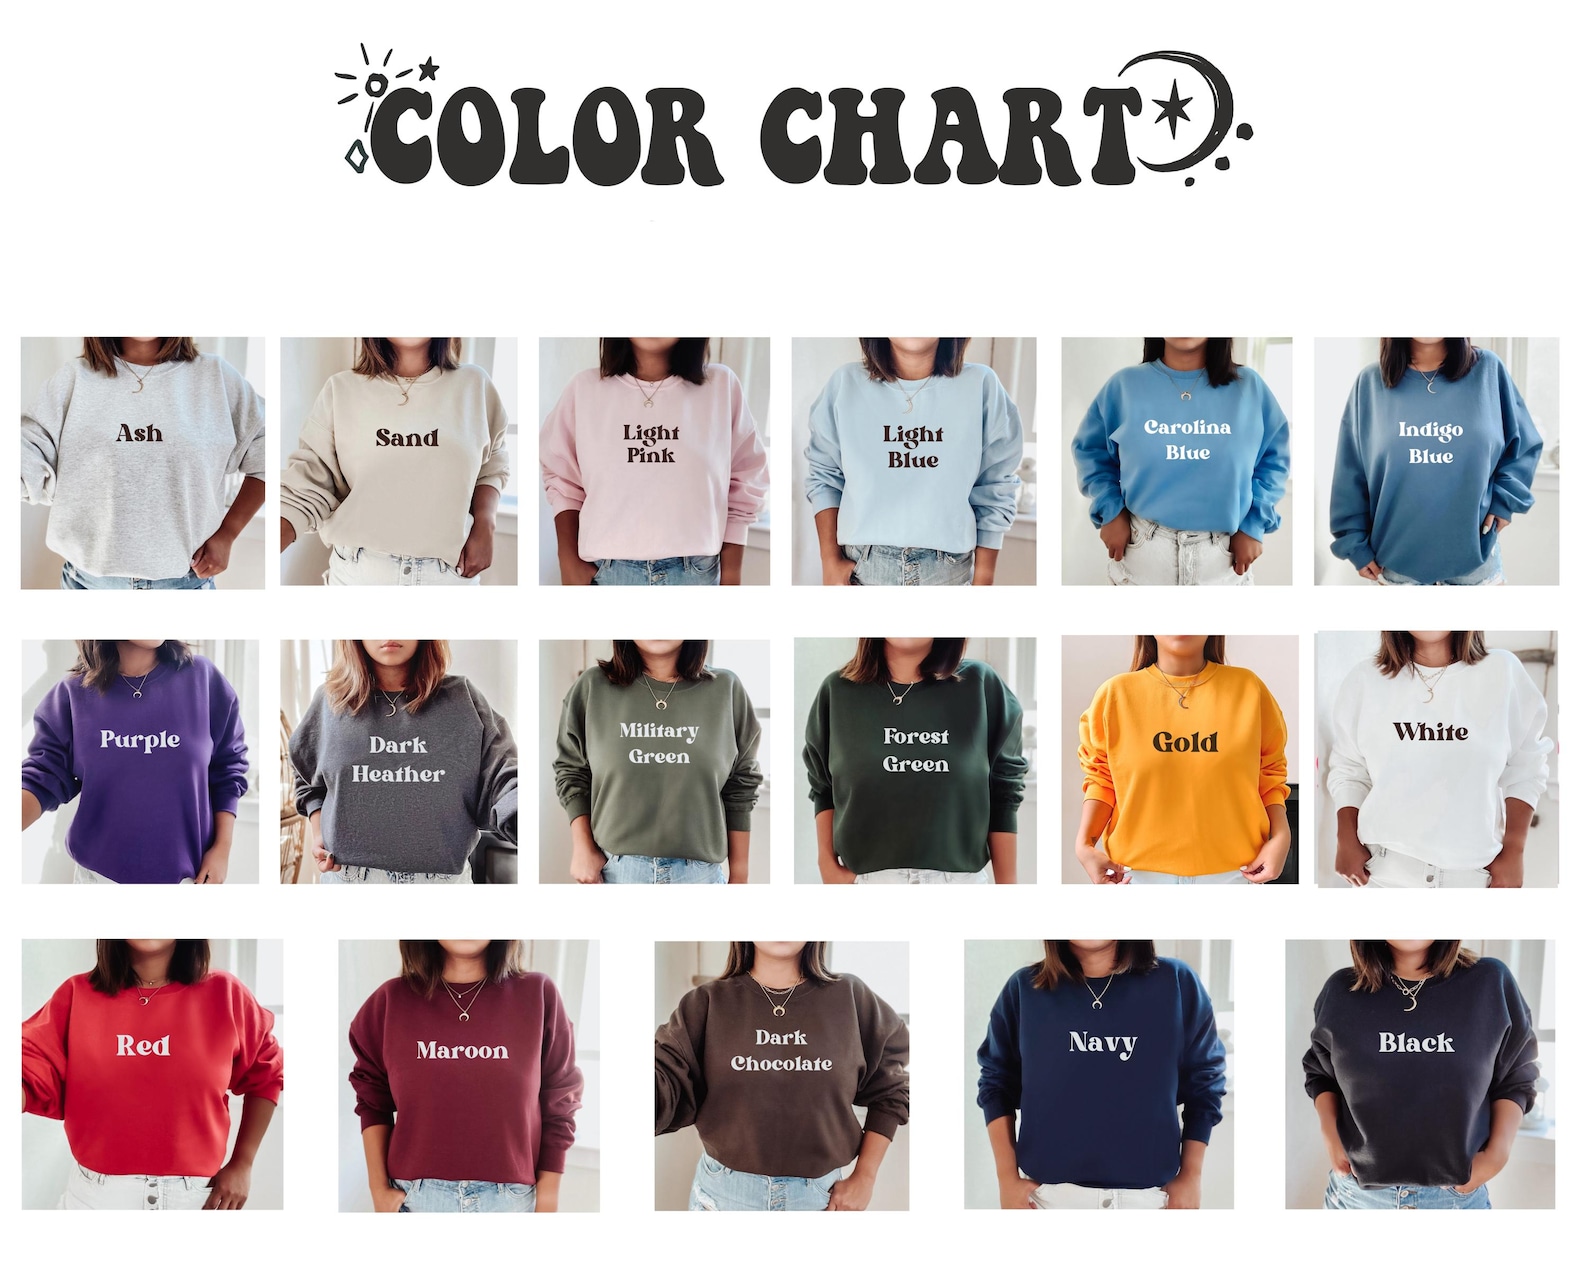 COLOR CHART
Ash
Sand
Light
Pink
Light
Blue
Carolina
Blue
Indigo
Blue
Purple
Dark
Heather
Military
Green
Forest
Green
Gold
White
Red
Maroon
Dark
Chocolate
Navy
Black